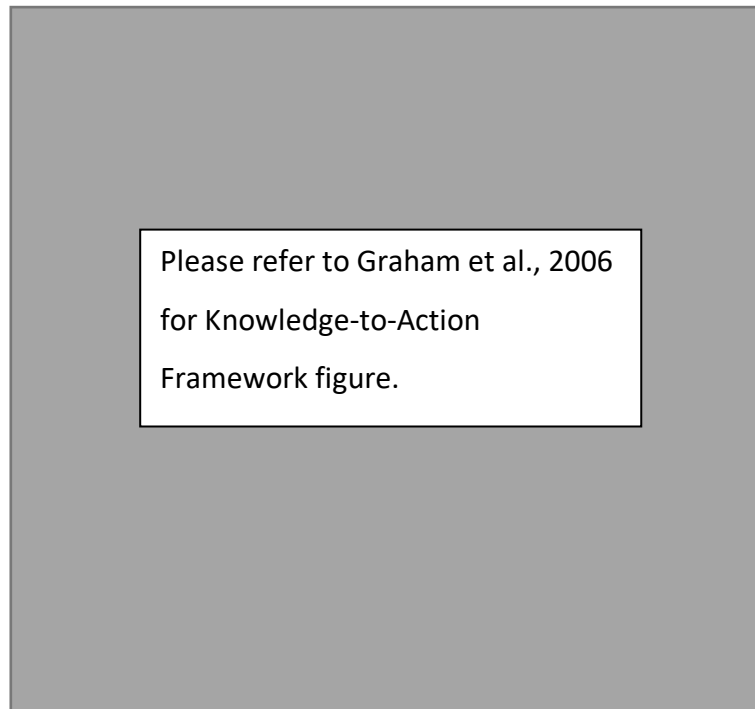 Please refer to Graham et al., 2006
for Knowledge-to-Action
Framework figure.